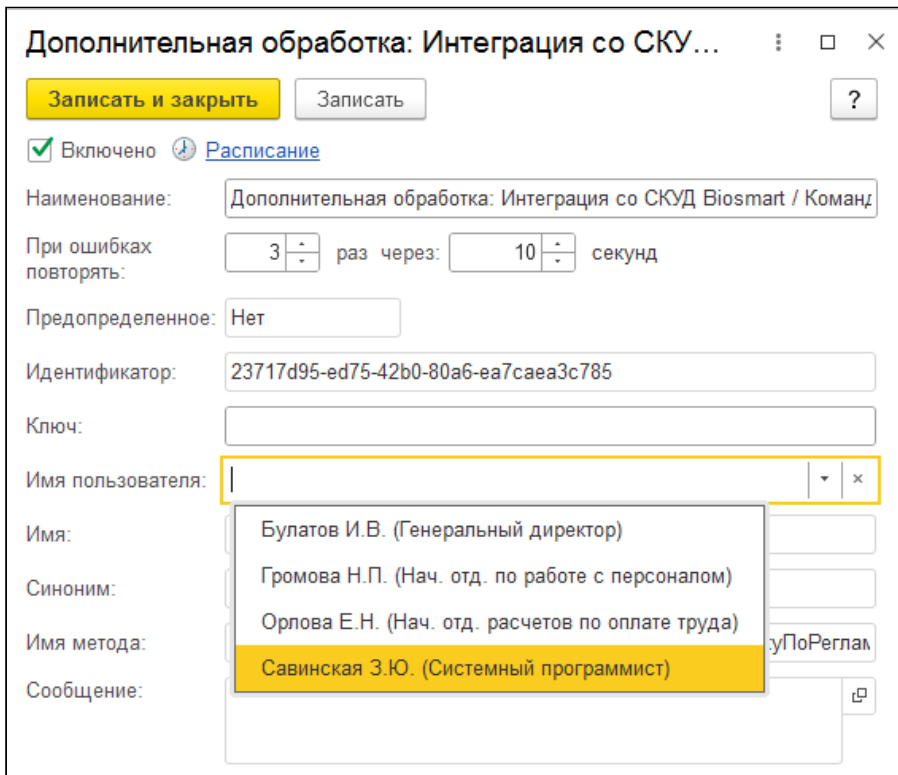 Дополнительная обработка: Интеграция со СКУ...
Записать и закрыть Записать ?
Включено Расписание
Наименование: Дополнительная обработка: Интеграция со СКУД Biosmart / Команд
При ошибках повторять: 3 раз через: 10 секунд
Предопределенное: Нет
Идентификатор: 23717d95-ed75-42b0-80a6-ea7caea3c785
Ключ:
Имя пользователя:
Булатов И.В. (Генеральный директор)
Имя:
Громова Н.П. (Нач. отд. по работе с персоналом)
Синоним:
Орлова Е.Н. (Нач. отд. расчетов по оплате труда)
Имя метода: уПоРеглам
Савинская З.Ю. (Системный программист)
Сообщение: